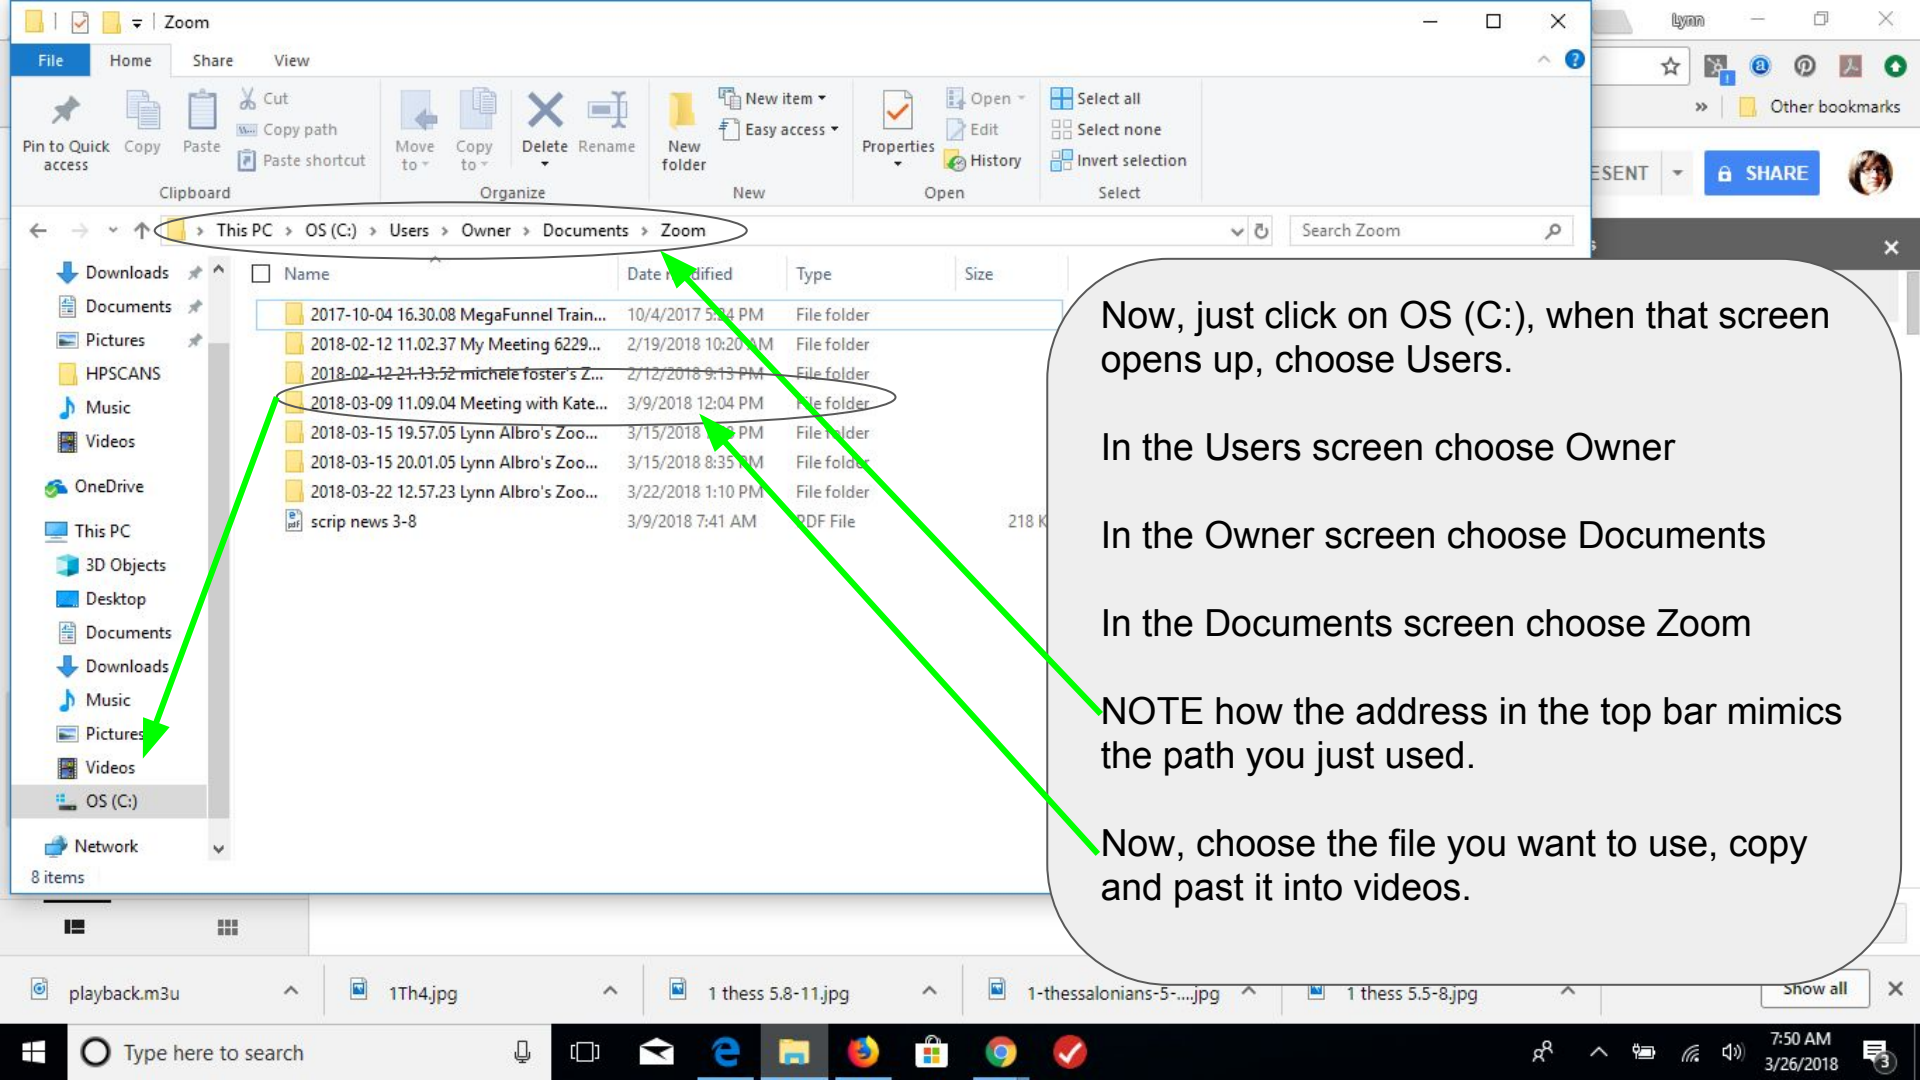 Zoom
Lynn
File Home Share View
Pin to Quick access
Copy
Paste
Cut
Copy path
Paste shortcut
Clipboard
Move to
Copy to
Delete
Rename
Organize
New folder
New item
Easy access
New
Properties
Open
Edit
History
Open
Select all
Select none
Invert selection
Select
Other bookmarks
ESENT
SHARE
This PC > OS (C:) > Users > Owner > Documents > Zoom
Search Zoom
Name Date modified Type Size
2017-10-04 16.30.08 MegaFunnel Train... 10/4/2017 5:24 PM File folder
2018-02-12 11.02.37 My Meeting 6229... 2/19/2018 10:20 AM File folder
2018-02-12 21.13.52 michele foster's Z... 2/12/2018 9:13 PM File folder
2018-03-09 11.09.04 Meeting with Kate... 3/9/2018 12:04 PM File folder
2018-03-15 19.57.05 Lynn Albro's Zoo... 3/15/2018 PM File folder
2018-03-15 20.01.05 Lynn Albro's Zoo... 3/15/2018 8:35 PM File folder
2018-03-22 12.57.23 Lynn Albro's Zoo... 3/22/2018 1:10 PM File folder
scrip news 3-8 3/9/2018 7:41 AM PDF File 218 K
Downloads
Documents
Pictures
HPSCANS
Music
Videos
OneDrive
This PC
3D Objects
Desktop
Documents
Downloads
Music
Pictures
Videos
OS (C:)
Network
8 items
Now, just click on OS (C:), when that screen
opens up, choose Users.
In the Users screen choose Owner
In the Owner screen choose Documents
In the Documents screen choose Zoom
NOTE how the address in the top bar mimics
the path you just used.
Now, choose the file you want to use, copy
and past it into videos.
playback.m3u
1Th4.jpg
1 thess 5.8-11.jpg
1-thessalonians-5-....jpg
1 thess 5.5-8.jpg
Show all
Type here to search
7:50 AM
3/26/2018
3